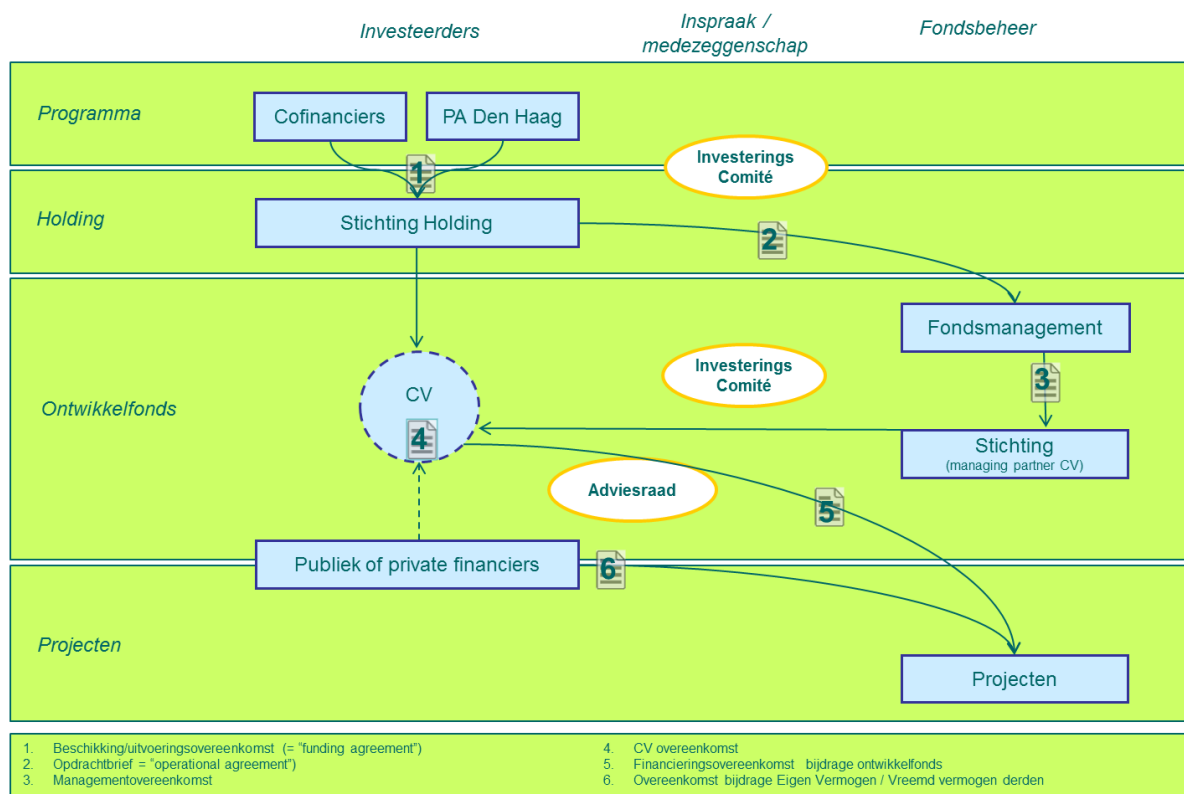 Investeerders
Inspraak /
medezeggenschap
Fondsbeheer
Programma
Cofinanciers
PA Den Haag
1
Investerings
Comité
Holding
Stichting Holding
2
Fondsmanagement
3
Investerings
Comité
Ontwikkelfonds
CV
4
Stichting
(managing partner CV)
Adviesraad
5
Publiek of private financiers
6
Projecten
Projecten
1. Beschikking/uitvoeringsovereenkomst (= "funding agreement")
2. Opdrachtbrief = "operational agreement")
3. Managementovereenkomst
4. CV overeenkomst
5. Financieringsovereenkomst bijdrage ontwikkelfonds
6. Overeenkomst bijdrage Eigen Vermogen / Vreemd vermogen derden